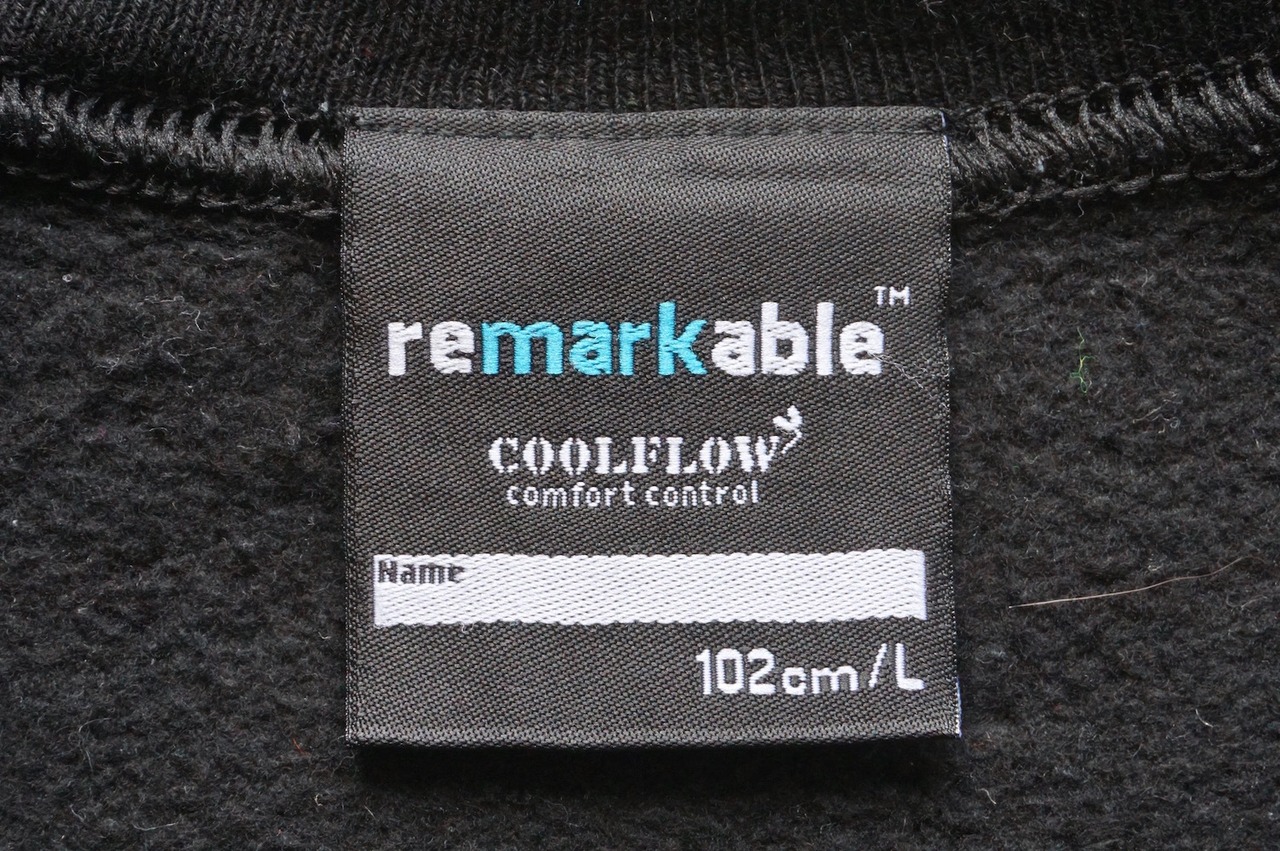 remarkable™
COOLFLOW
comfort control
Name
102cm/L